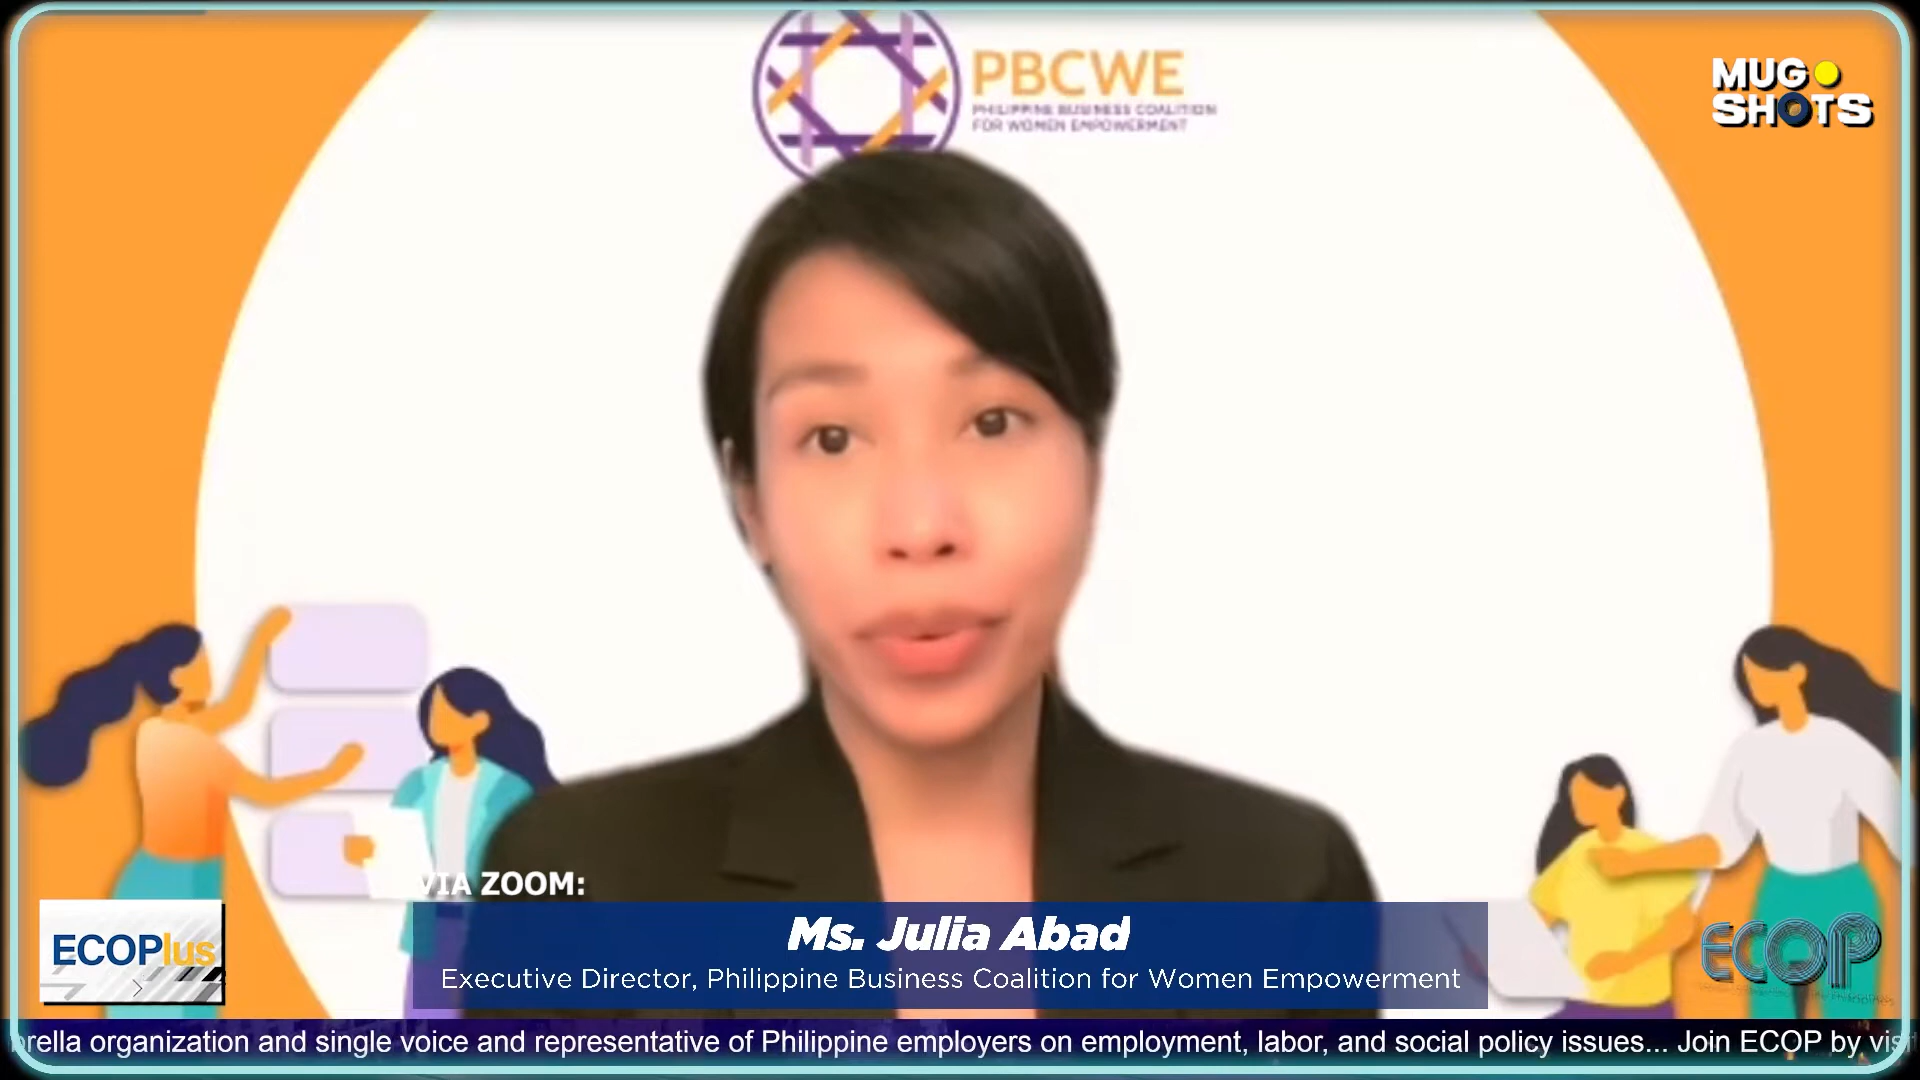 PBCWE
PHILIPPINE BUSINESS COALITION
FOR WOMEN EMPOWERMENT
MUG
SHOTS
VIA ZOOM:
Ms. Julia Abad
Executive Director, Philippine Business Coalition for Women Empowerment
ECOPlus
ECOP
organization and single voice and representative of Philippine employers on employment, labor, and social policy issues... Join ECOP by